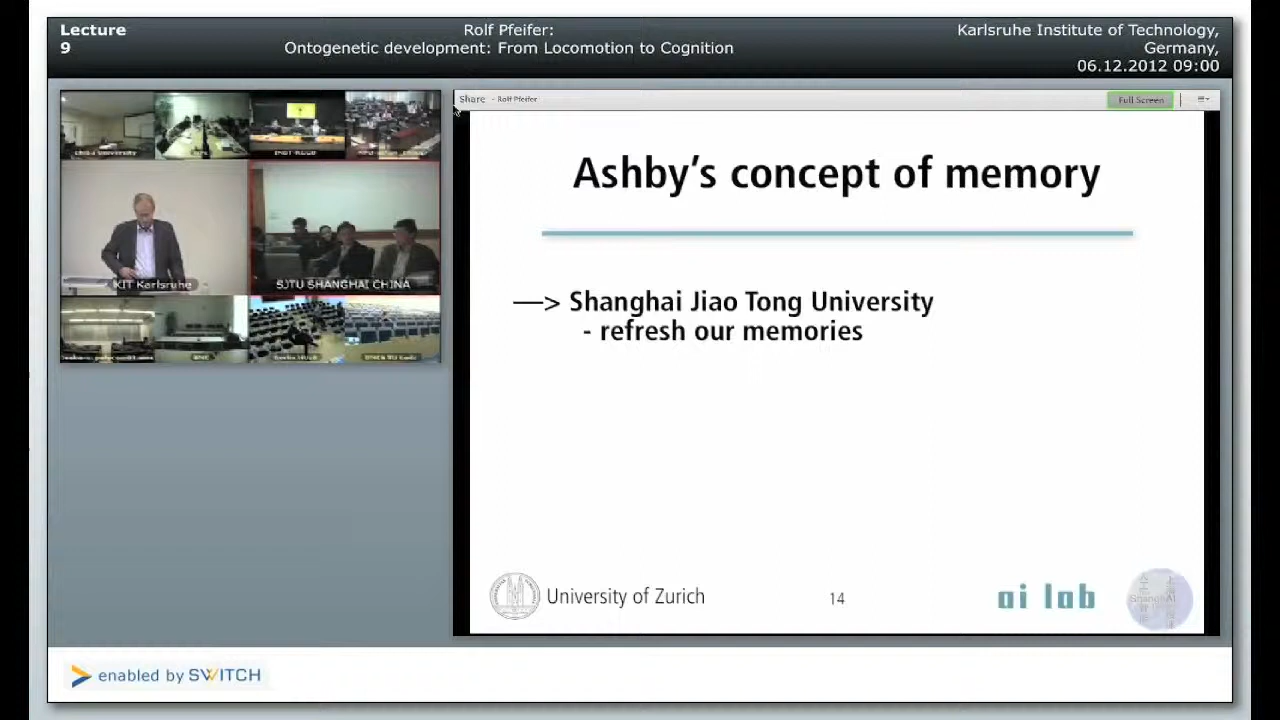 Lecture
9
Rolf Pfeifer:
Ontogenetic development: From Locomotion to Cognition
Karlsruhe Institute of Technology,
Germany,
06.12.2012 09:00
Share - Rolf Pfeifer
Full Screen
KIT Karlsruhe
SJTU SHANGHAI CHINA
Ashby's concept of memory
—> Shanghai Jiao Tong University
- refresh our memories
University of Zurich
14
ai lab
enabled by SWITCH